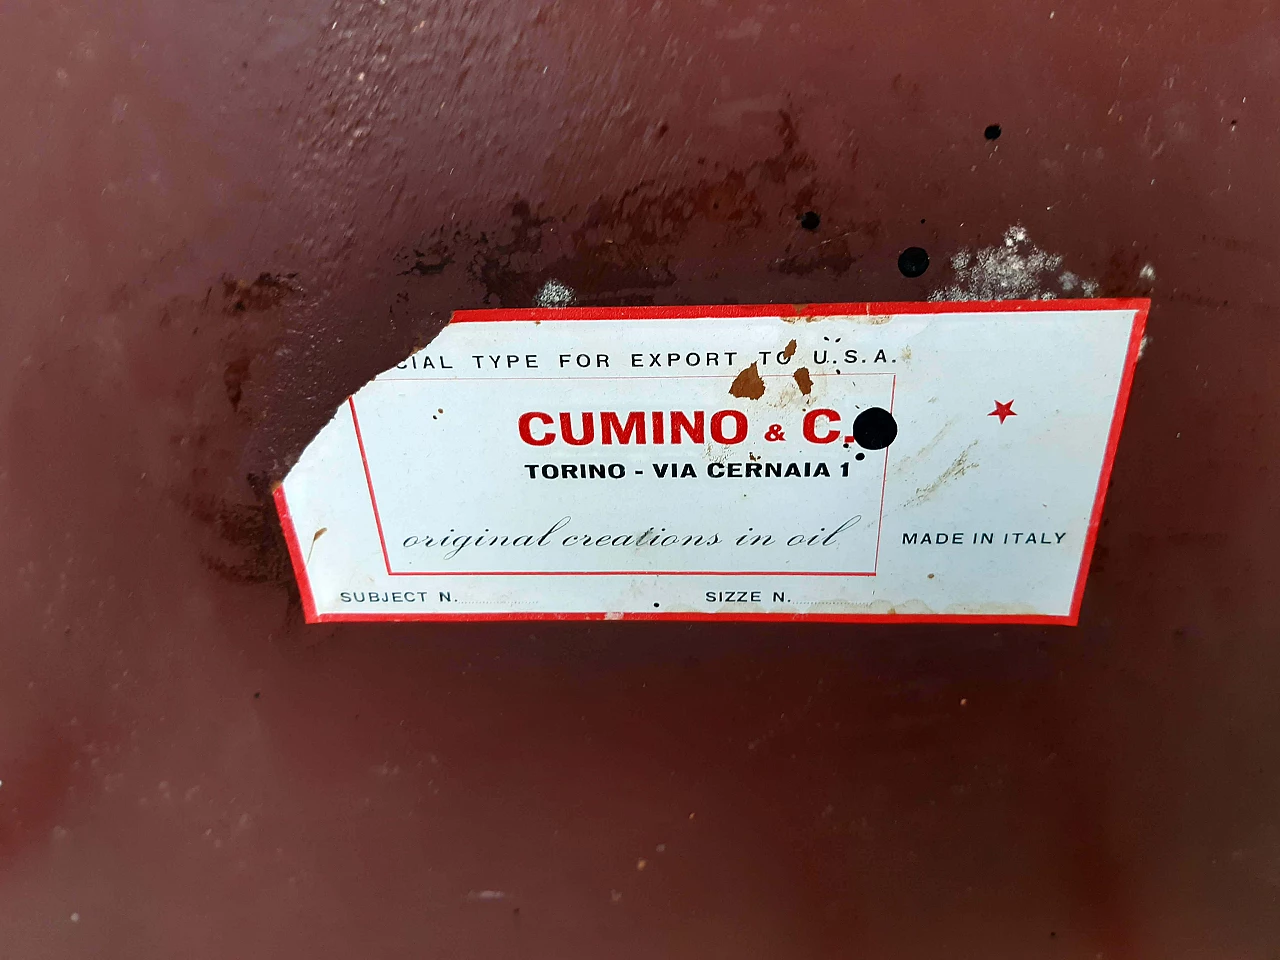 CIAL TYPE FOR EXPORT TO U.S.A.
CUMINO & C.
TORINO - VIA CERNAIA 1
original creations in oil
MADE IN ITALY
SUBJECT N. SIZZE N.